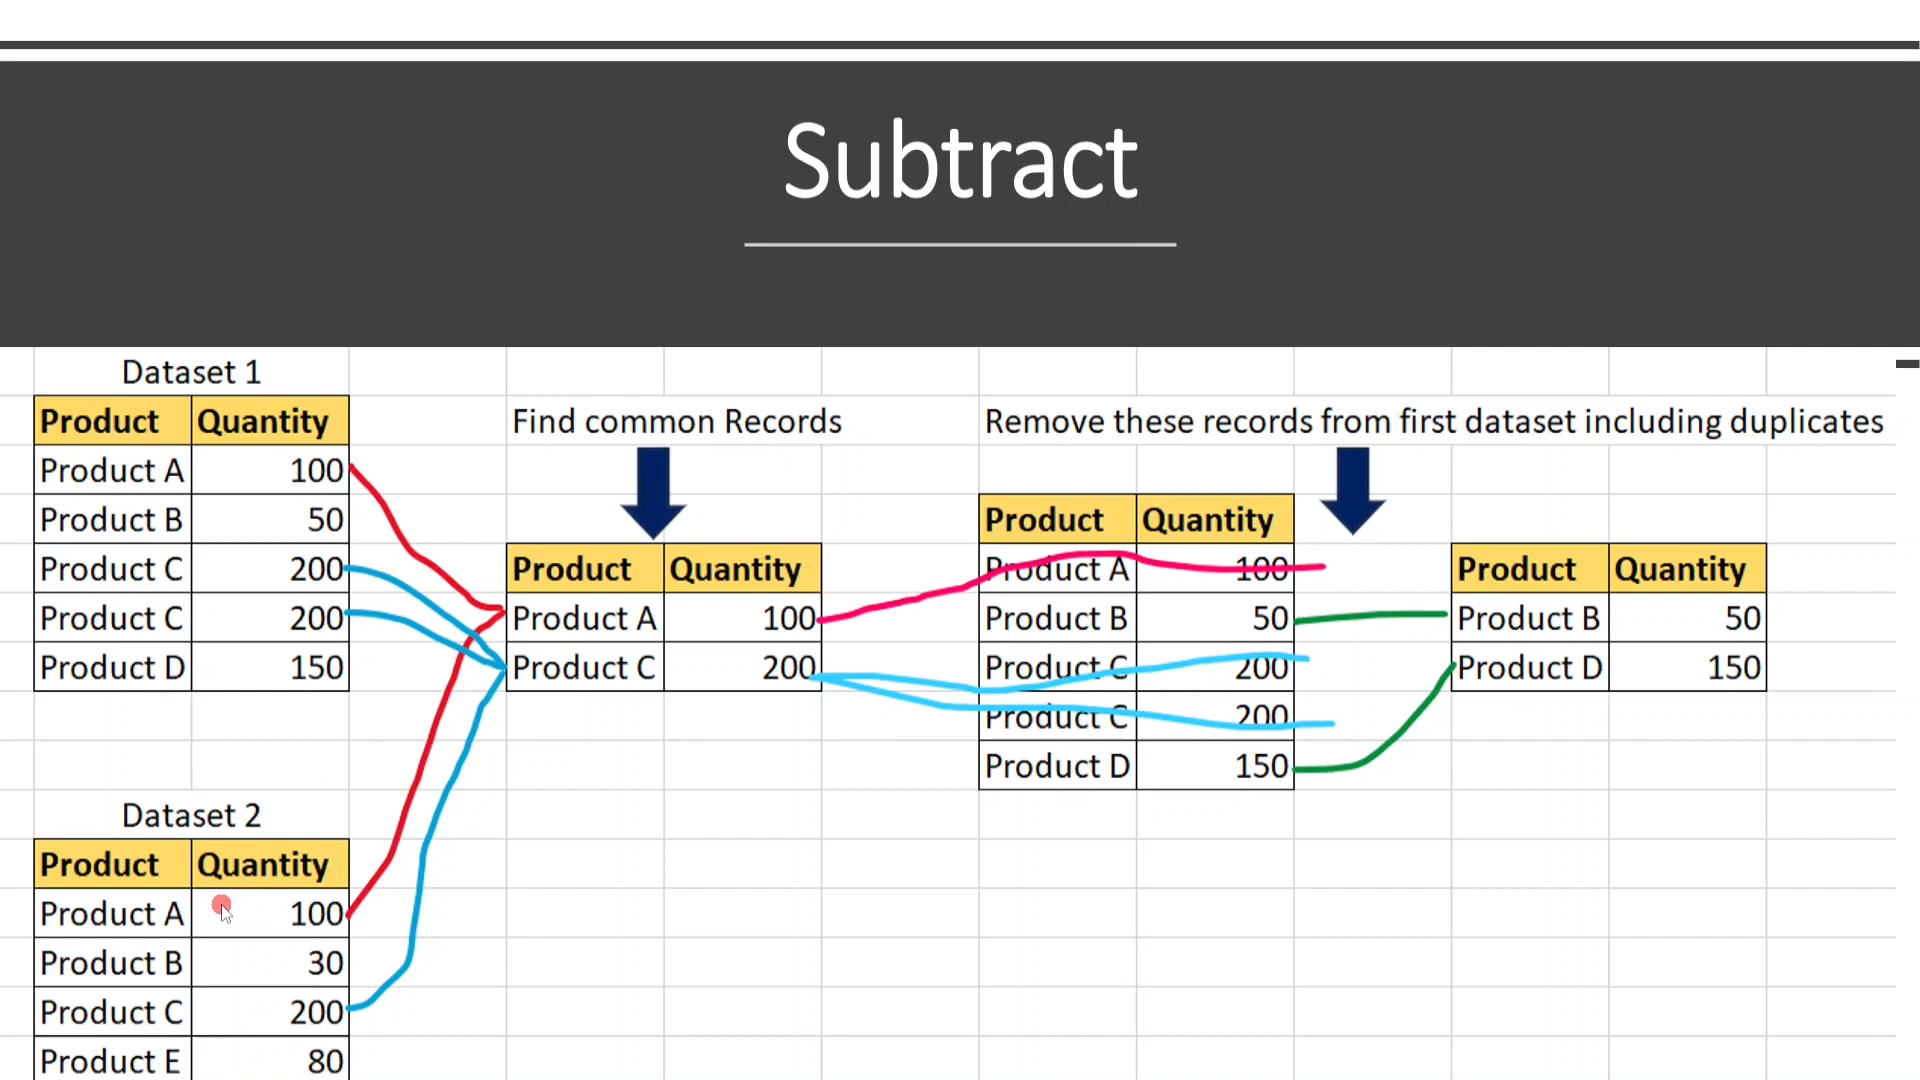 Subtract
Dataset 1
Product Quantity
Product A 100
Product B 50
Product C 200
Product C 200
Product D 150
Find common Records
Product Quantity
Product A 100
Product C 200
Remove these records from first dataset including duplicates
Product Quantity
Product A 100
Product B 50
Product C 200
Product C 200
Product D 150
Product Quantity
Product B 50
Product D 150
Dataset 2
Product Quantity
Product A 100
Product B 30
Product C 200
Product E 80